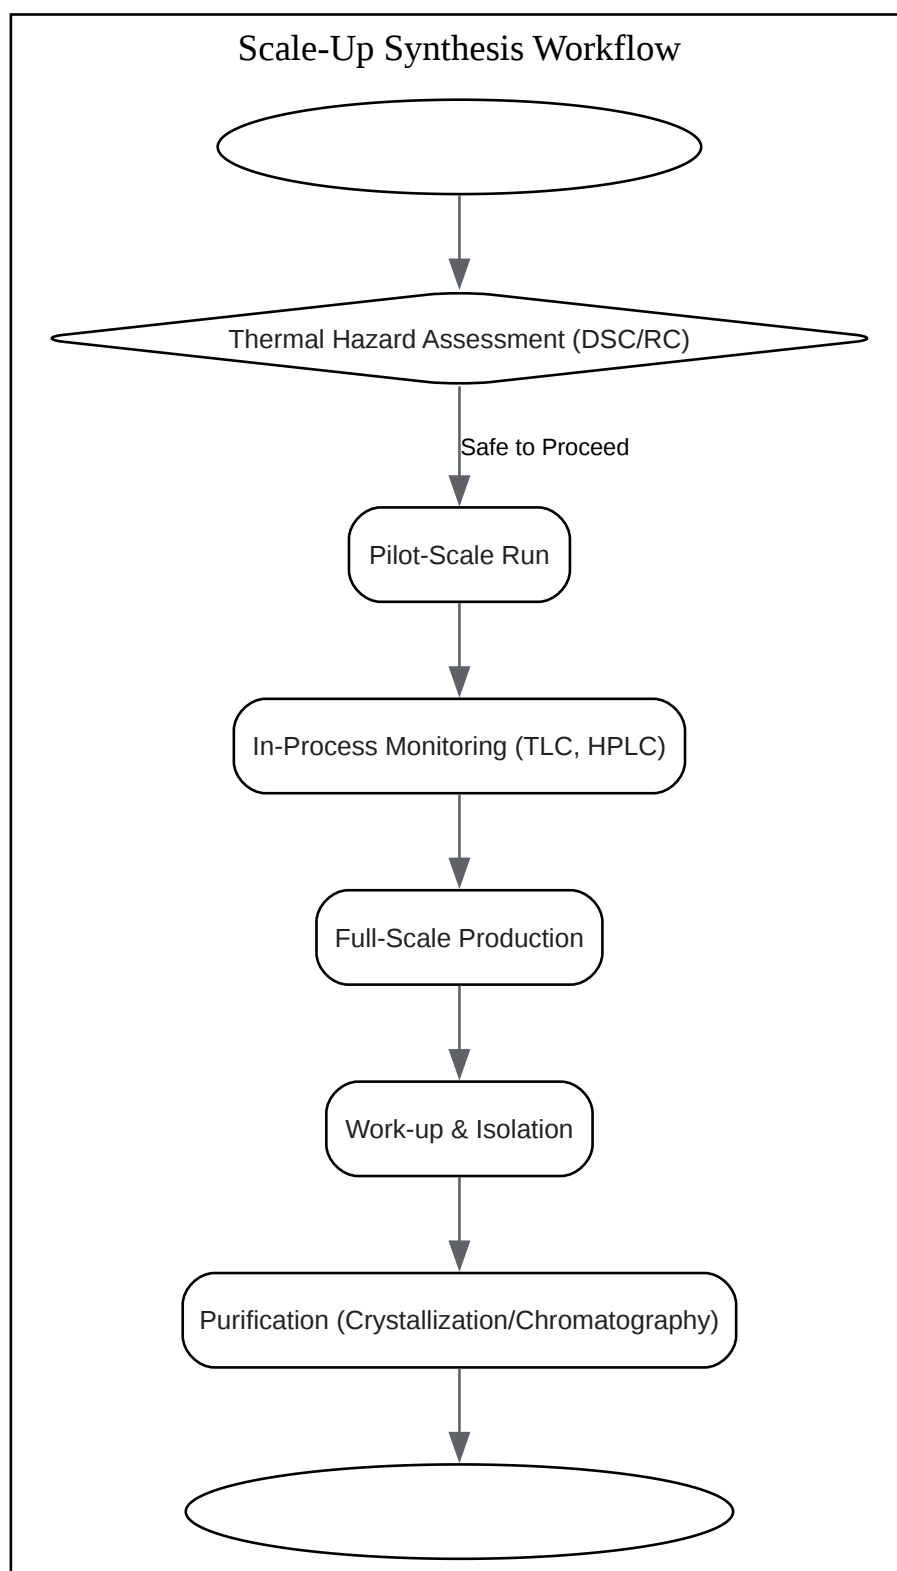 Scale-Up Synthesis Workflow
Thermal Hazard Assessment (DSC/RC)
Safe to Proceed
Pilot-Scale Run
In-Process Monitoring (TLC, HPLC)
Full-Scale Production
Work-up & Isolation
Purification (Crystallization/Chromatography)